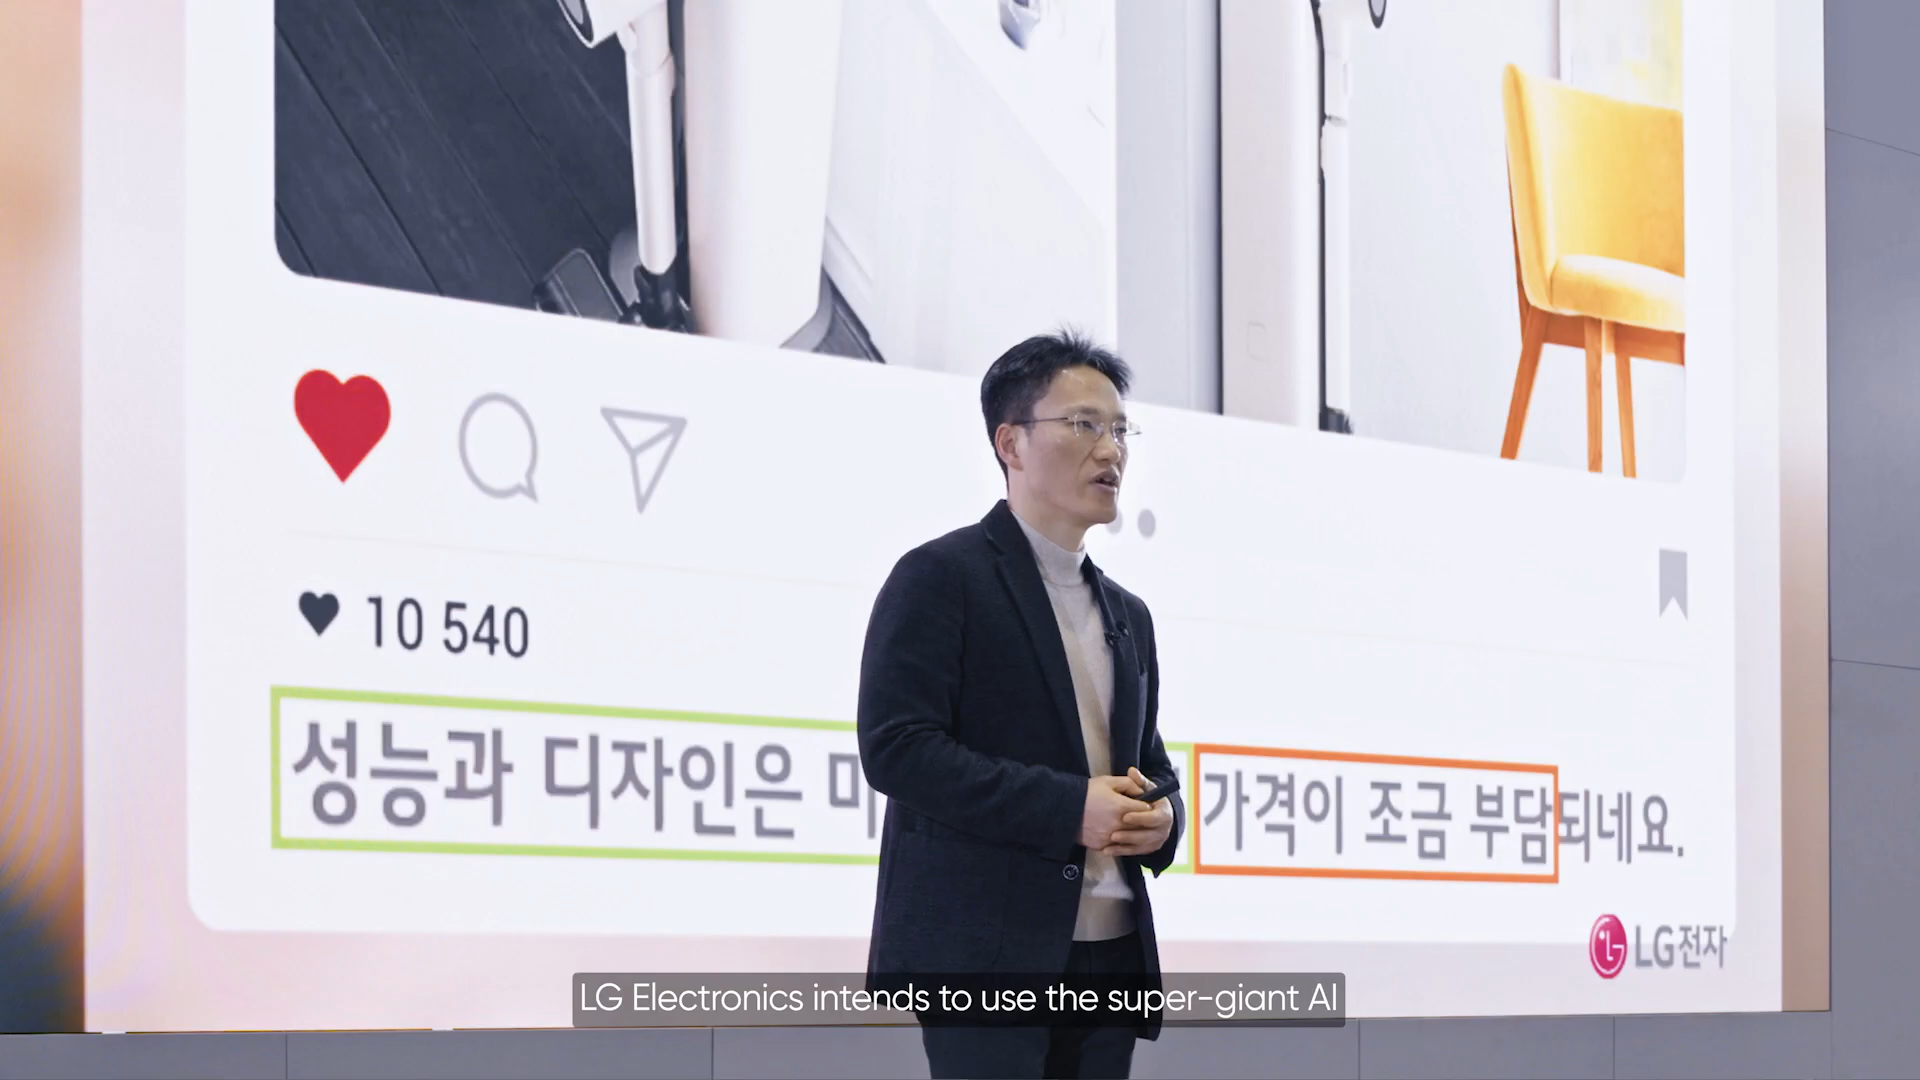 10 540
성능과 디자인은 가격이 조금 부담되네요.
LG전자
LG Electronics intends to use the super-giant AI